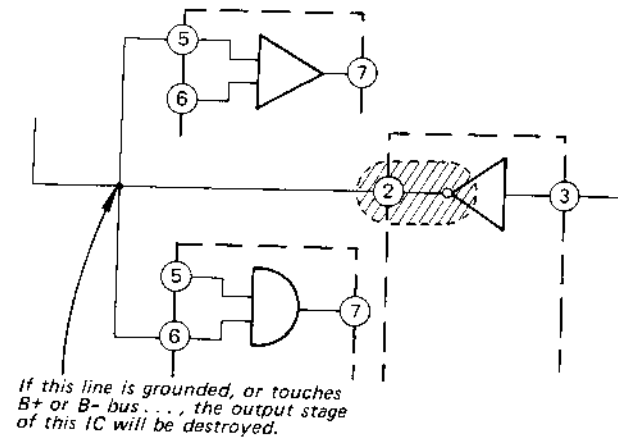 5
6
7
2
3
5
6
7
If this line is grounded, or touches
B+ or B- bus...., the output stage
of this IC will be destroyed.